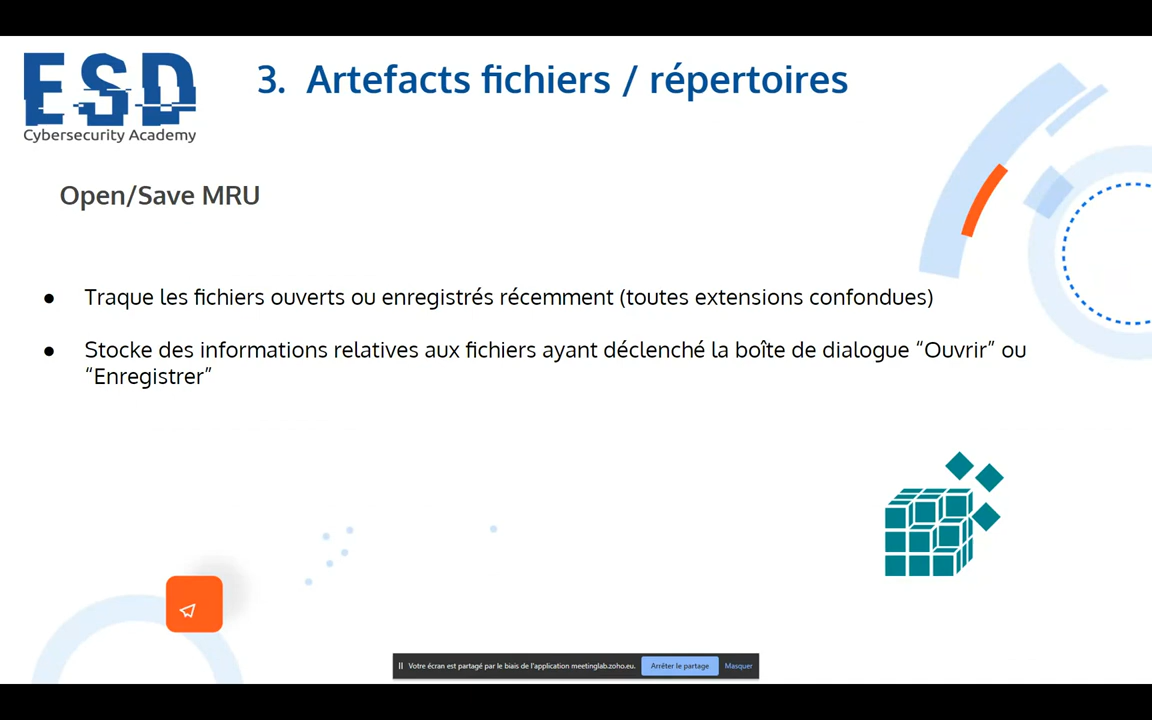 ESD
Cybersecurity Academy
3. Artefacts fichiers / répertoires
Open/Save MRU
● Traque les fichiers ouverts ou enregistrés récemment (toutes extensions confondues)
● Stocke des informations relatives aux fichiers ayant déclenché la boîte de dialogue “Ouvrir” ou
“Enregistrer”
Votre écran est partagé par le biais de l'application meetinglab.zoho.eu. Arrêter le partage Masquer